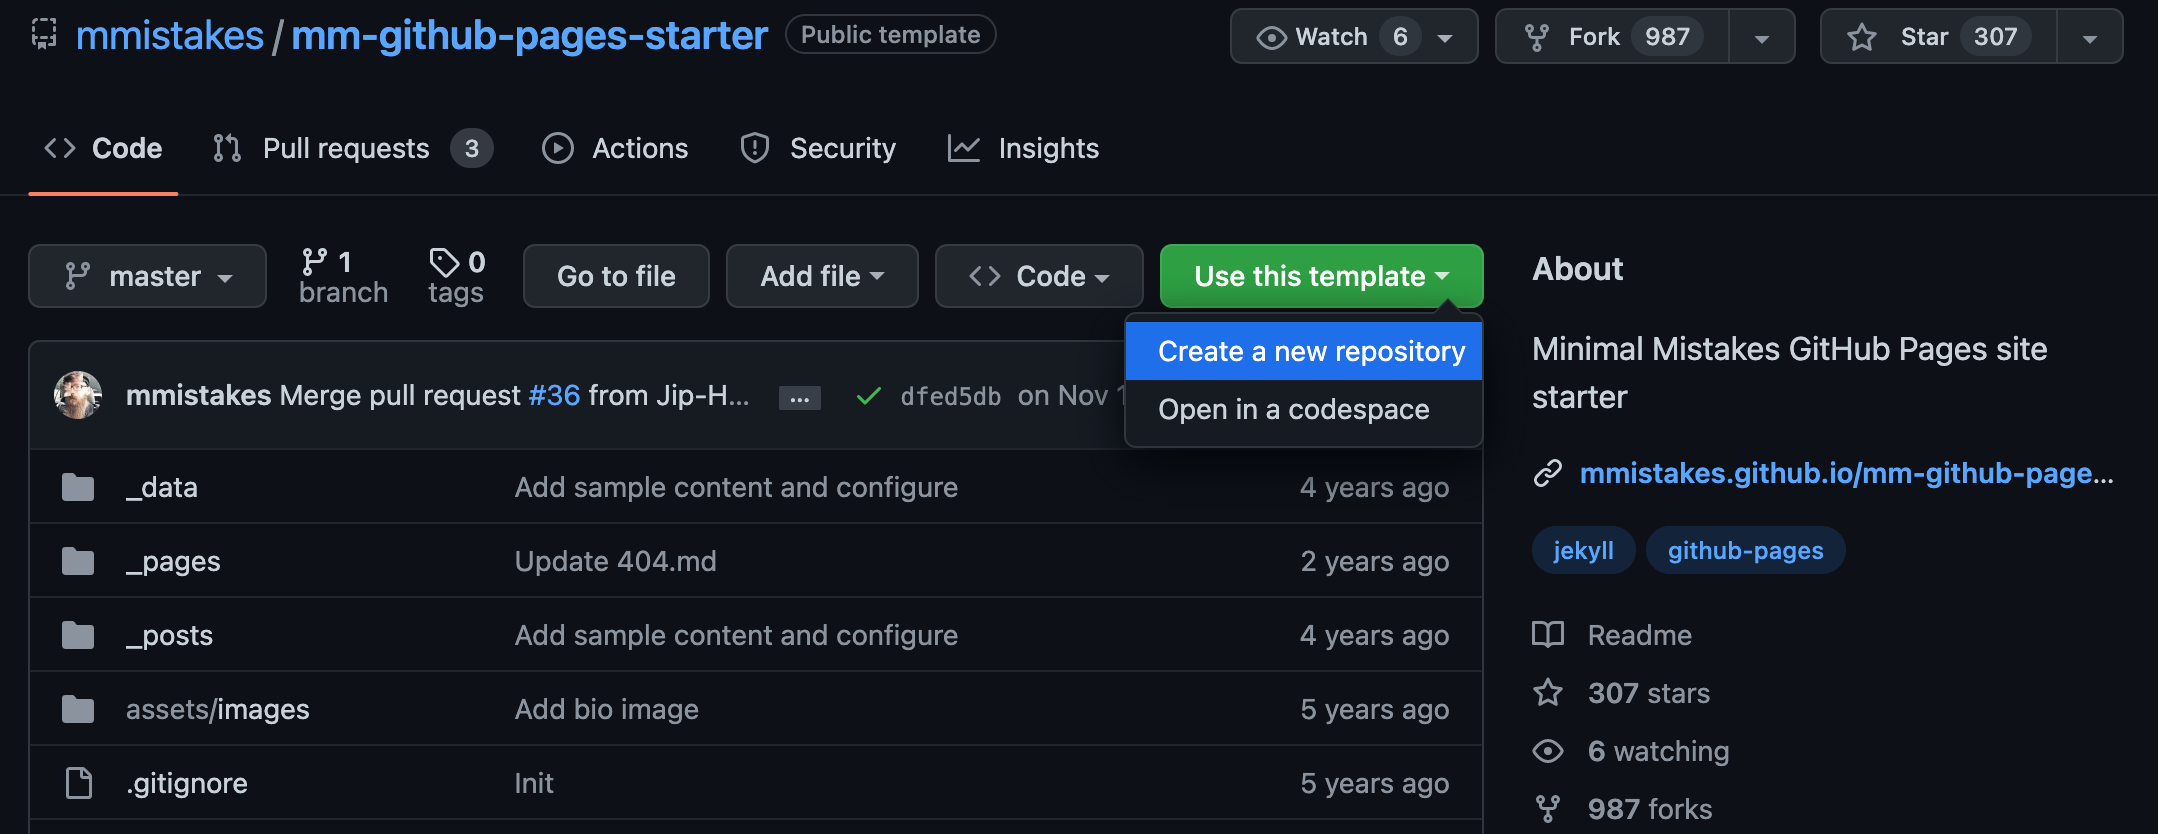 mmistakes/mm-github-pages-starter Public template Watch 6 Fork 987 Star 307
Code Pull requests 3 Actions Security Insights
master 1 branch 0 tags Go to file Add file Code Use this template
Create a new repository
Open in a codespace
mmistakes Merge pull request #36 from Jip-H... ... dfed5db on Nov 1
_data Add sample content and configure 4 years ago
_pages Update 404.md 2 years ago
_posts Add sample content and configure 4 years ago
assets/images Add bio image 5 years ago
.gitignore Init 5 years ago
About
Minimal Mistakes GitHub Pages site
starter
mmistakes.github.io/mm-github-page...
jekyll github-pages
Readme
307 stars
6 watching
987 forks